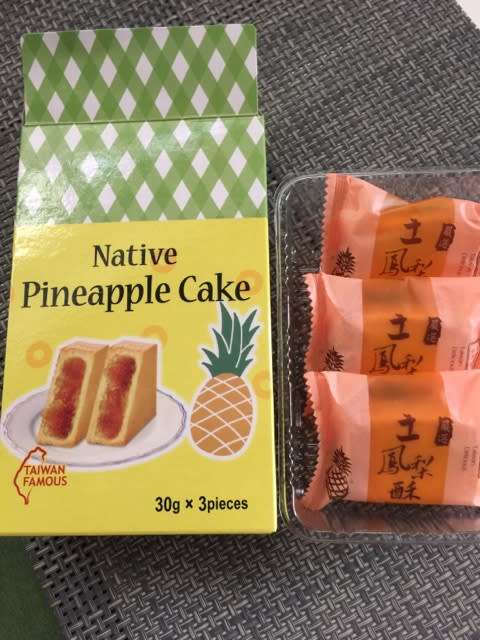 Native
Pineapple Cake
TAIWAN
FAMOUS
30g × 3pieces
土
鳳梨
土
鳳梨
土
鳳梨
酥